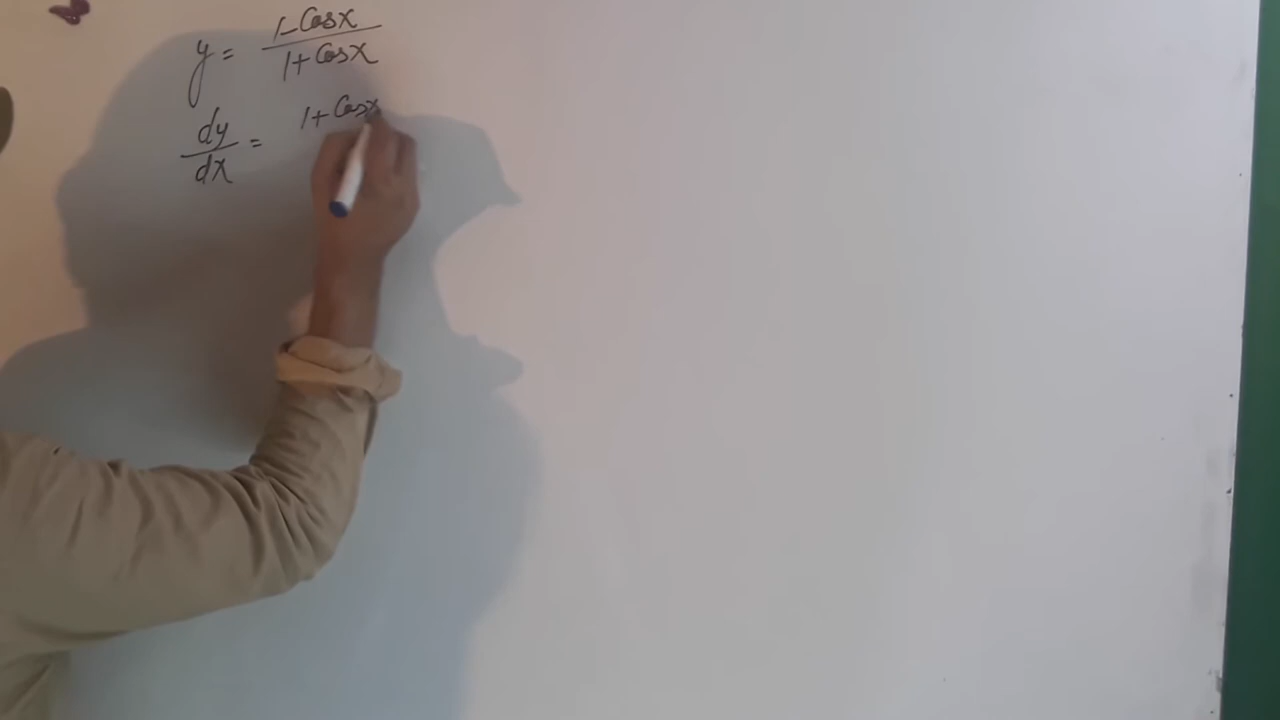 y = 1-Cosx / 1+Cosx
dy/dx = 1+Cosx